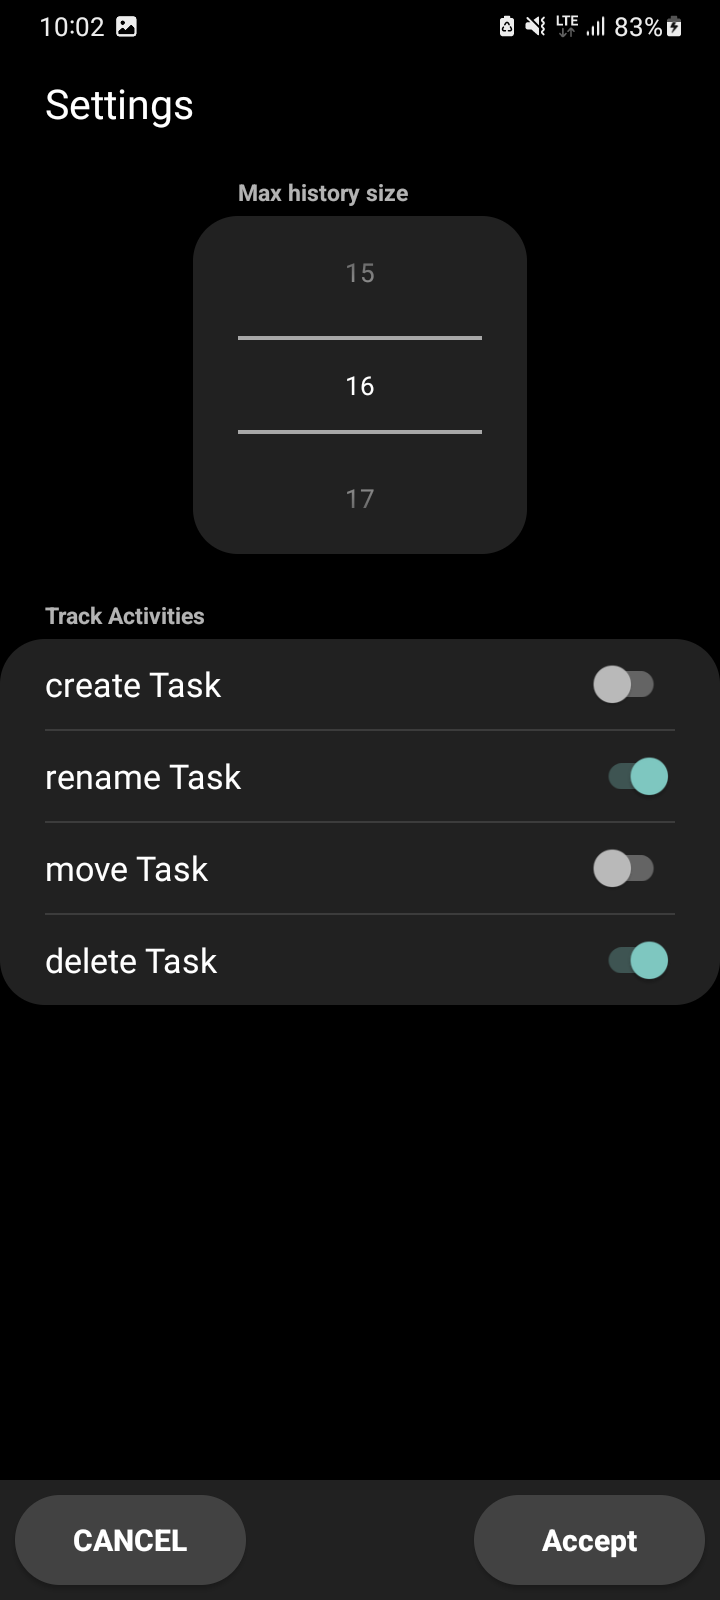 10:02 LTE 83%
Settings
Max history size
15
16
17
Track Activities
create Task
rename Task
move Task
delete Task
CANCEL Accept